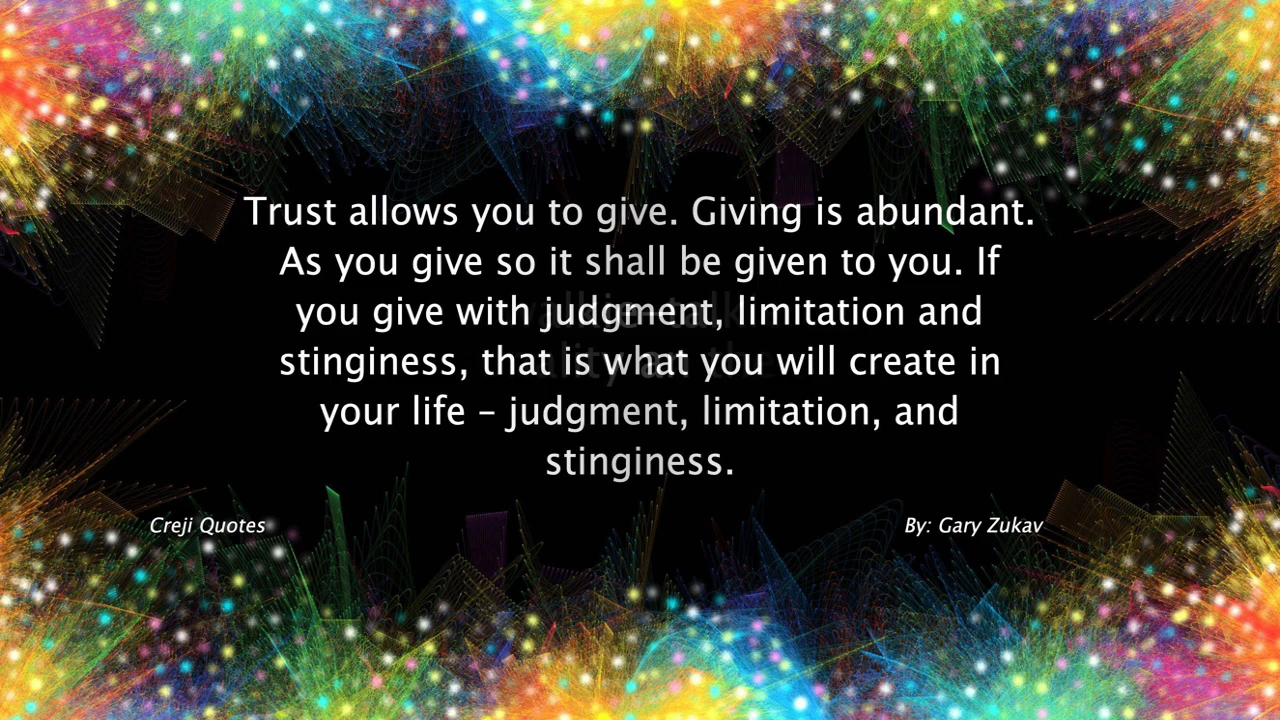 Trust allows you to give. Giving is abundant.
As you give so it shall be given to you. If
you give with judgment, limitation and
stinginess, that is what you will create in
your life – judgment, limitation, and
stinginess.
Creji Quotes
By: Gary Zukav